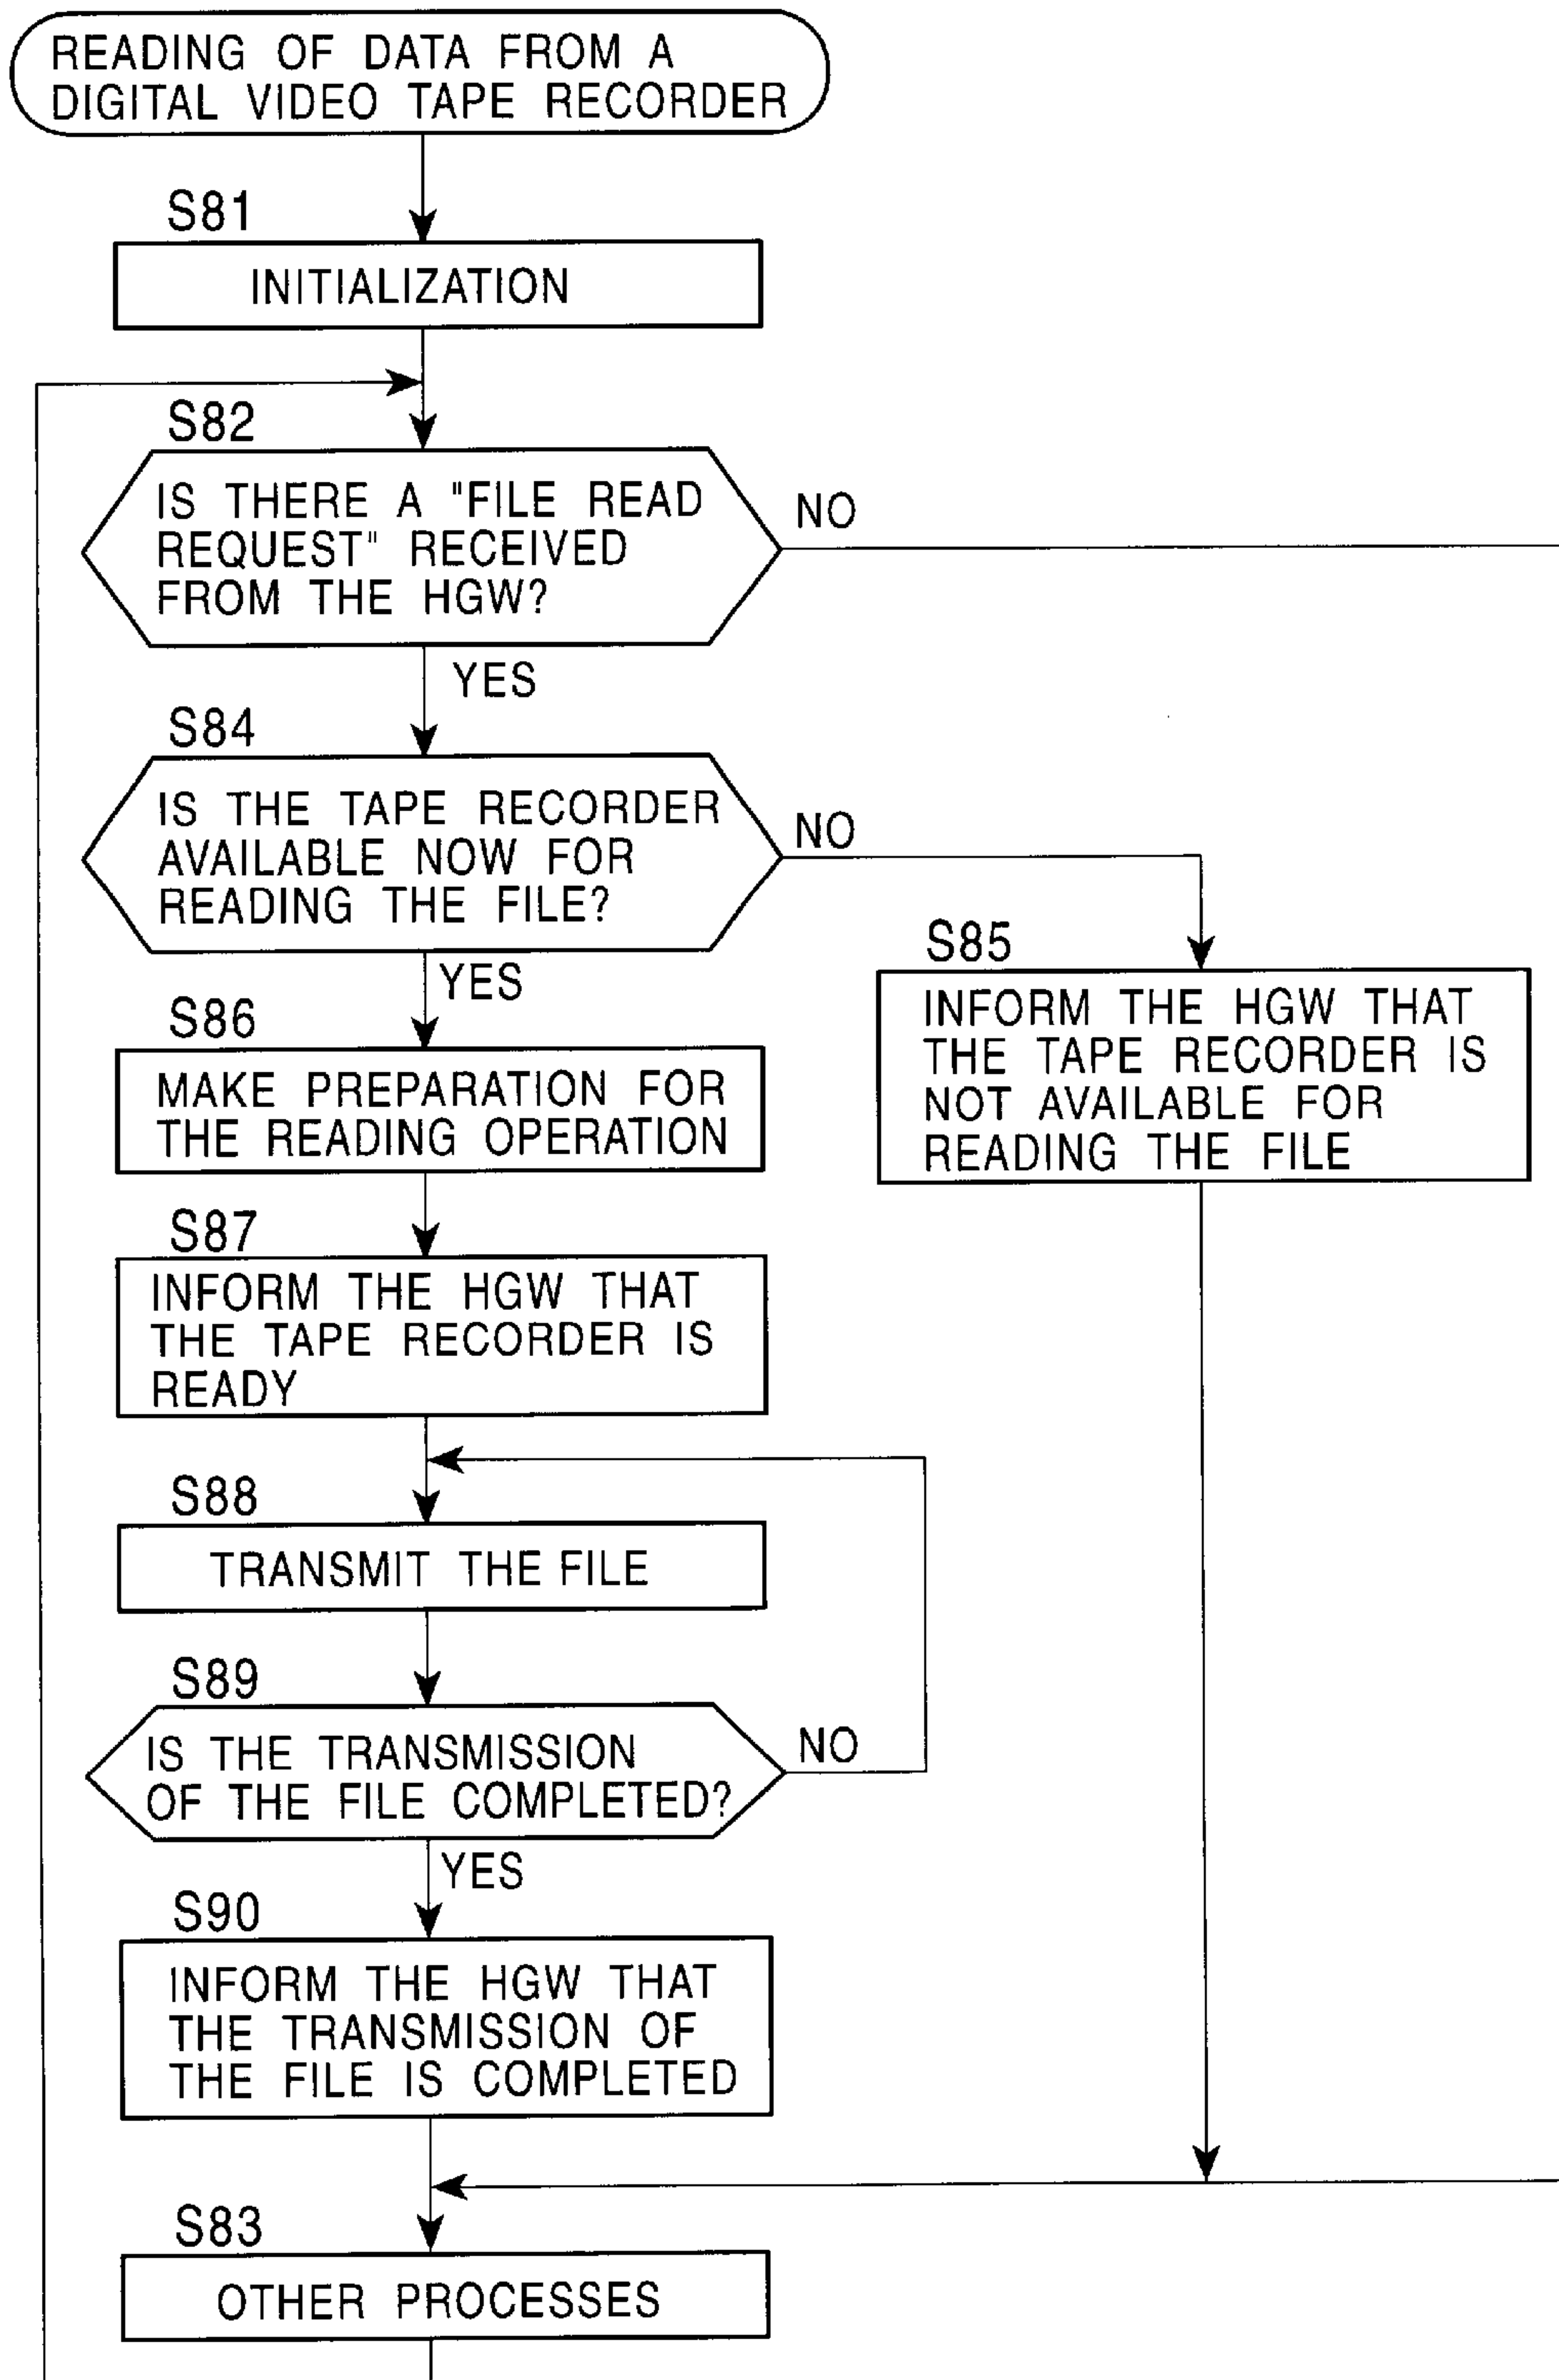 READING OF DATA FROM A
DIGITAL VIDEO TAPE RECORDER
S81
INITIALIZATION
S82
IS THERE A "FILE READ
REQUEST" RECEIVED
FROM THE HGW?
NO
YES
S84
IS THE TAPE RECORDER
AVAILABLE NOW FOR
READING THE FILE?
NO
YES
S85
INFORM THE HGW THAT
THE TAPE RECORDER IS
NOT AVAILABLE FOR
READING THE FILE
S86
MAKE PREPARATION FOR
THE READING OPERATION
S87
INFORM THE HGW THAT
THE TAPE RECORDER IS
READY
S88
TRANSMIT THE FILE
S89
IS THE TRANSMISSION
OF THE FILE COMPLETED?
NO
YES
S90
INFORM THE HGW THAT
THE TRANSMISSION OF
THE FILE IS COMPLETED
S83
OTHER PROCESSES